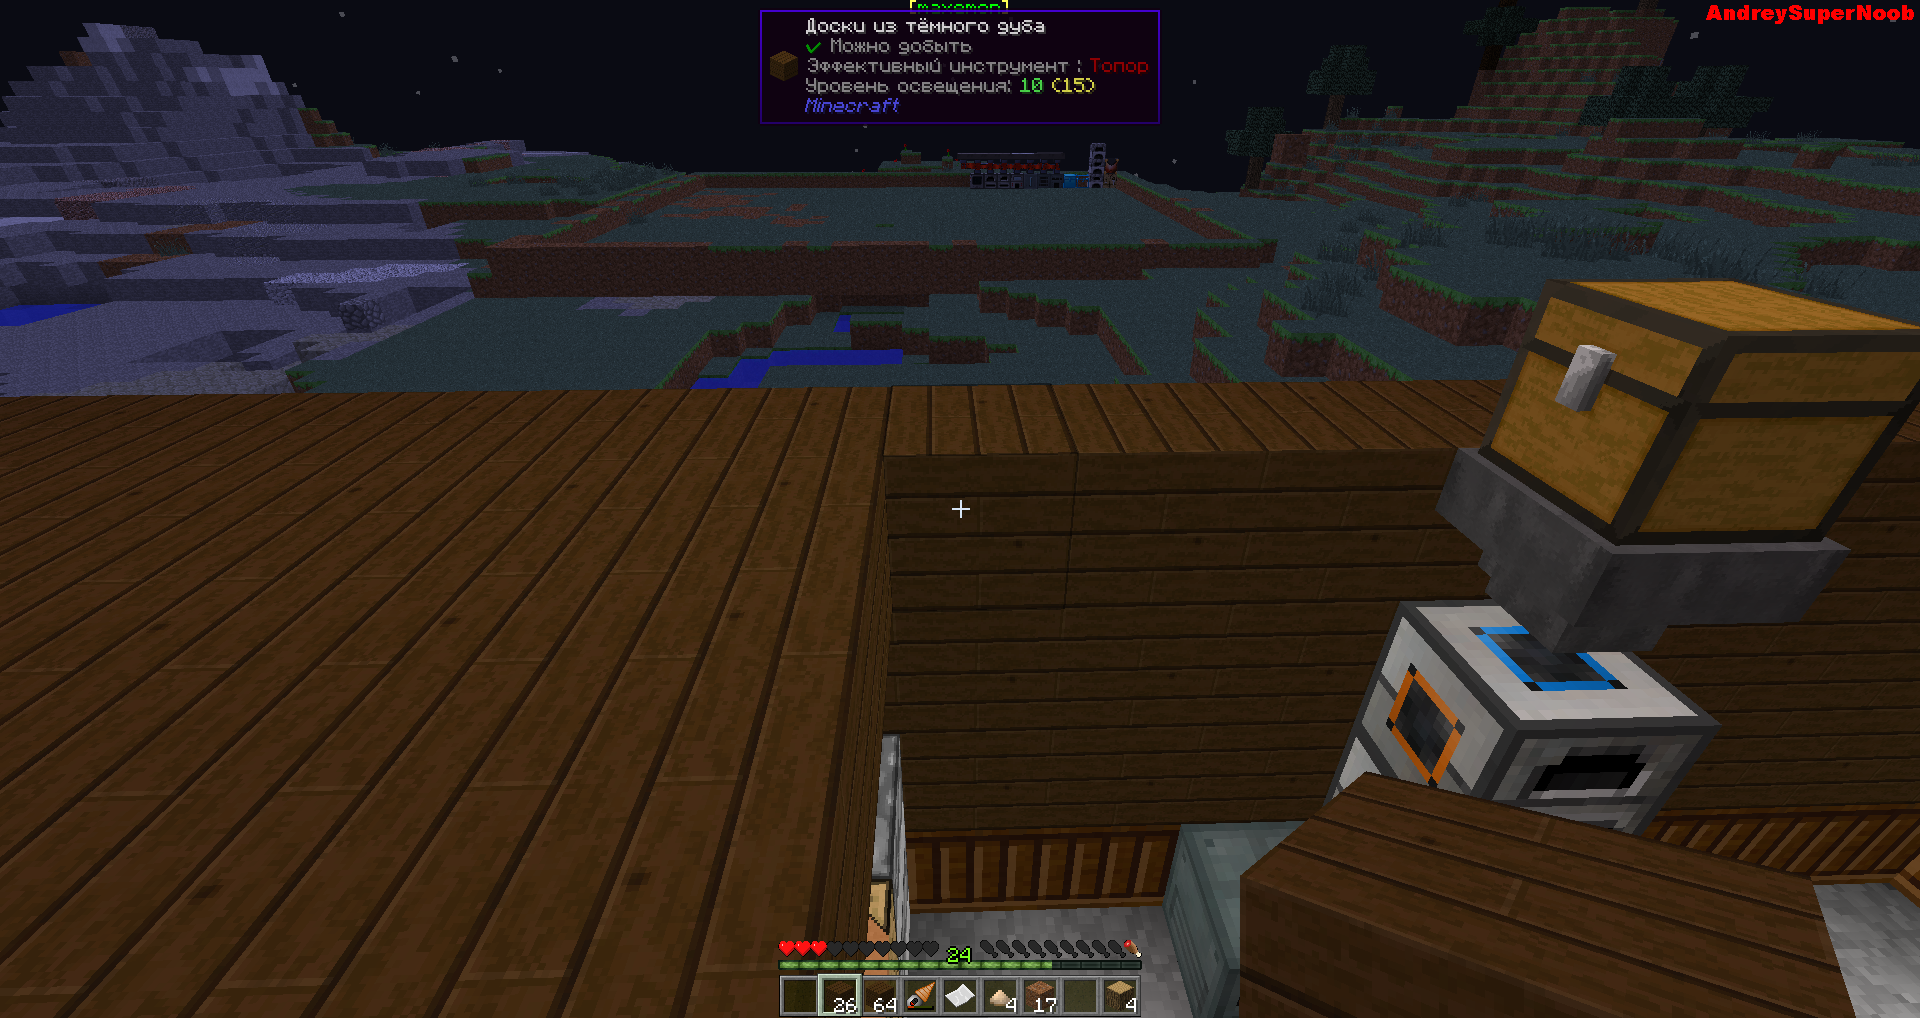 [maxemon]
AndreySuperNoob
Доски из тёмного дуба
✓ Можно добыть
Эффективный инструмент : Топор
Уровень освещения: 10 (15)
Minecraft
24
26 64 4 17 4